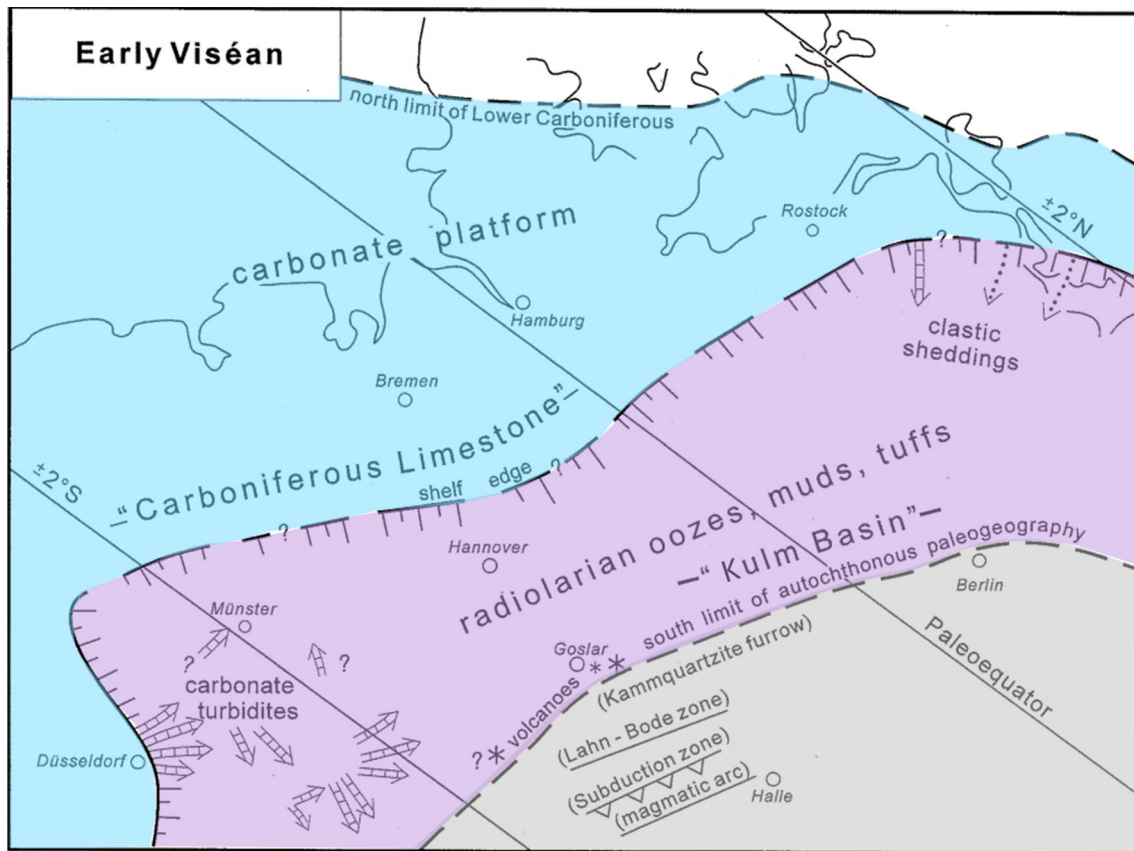 Early Viséan
north limit of Lower Carboniferous
carbonate platform
Rostock
±2°N
?
Hamburg
clastic
sheddings
Bremen
–“Carboniferous Limestone”–
±2°S
shelf edge ?
?
radiolarian oozes, muds, tuffs
–“Kulm Basin”–
Hannover
south limit of autochthonous paleogeography
Berlin
Münster
?
?
carbonate
turbidites
Goslar
**
(Kammquartzite furrow)
Paleoequator
?* volcanoes
(Lahn - Bode zone)
Düsseldorf
(Subduction zone)
(magmatic arc)
Halle